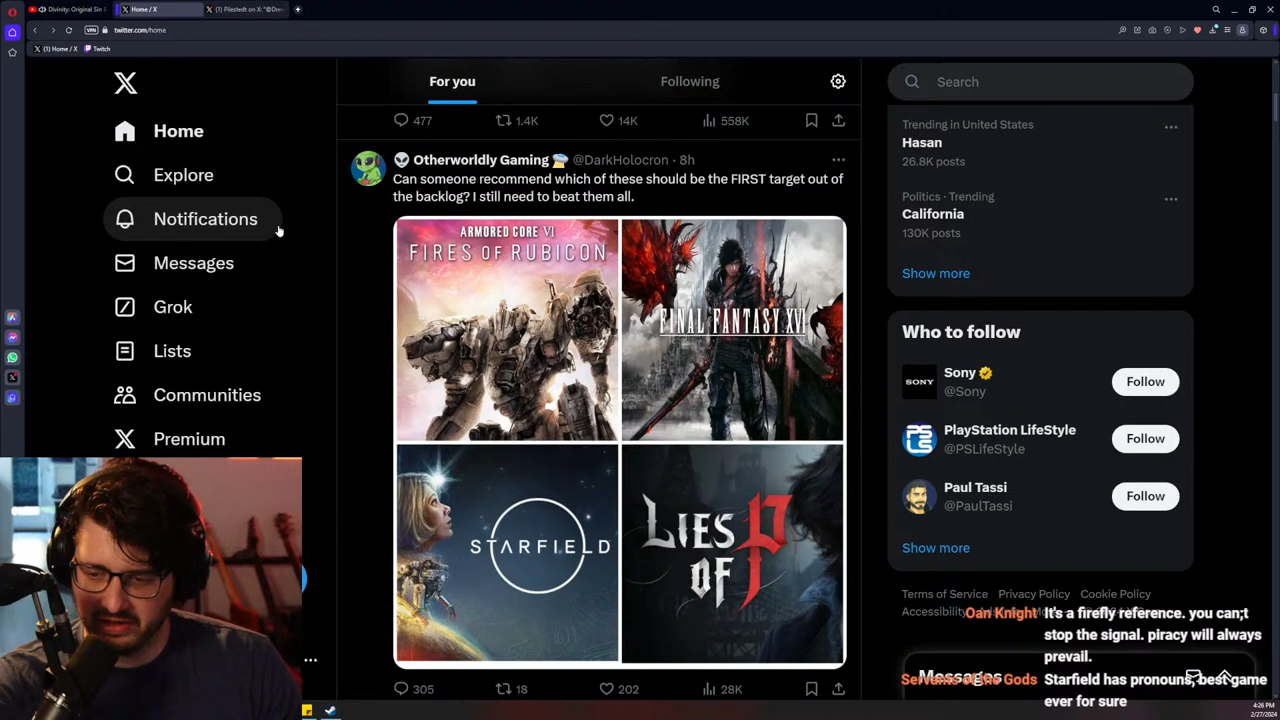 Divinity: Original Sin
Home / X
Pilestedt on X: "@Dre
VPN
twitter.com/home
(1) Home / X
Twitch
Home
Explore
Notifications
Messages
Grok
Lists
Communities
Premium
For you
Following
477
1.4K
14K
558K
Otherworldly Gaming @DarkHolocron · 8h
Can someone recommend which of these should be the FIRST target out of
the backlog? I still need to beat them all.
ARMORED CORE VI
FIRES OF RUBICON
FINAL FANTASY XVI
STARFIELD
LIES
OF P
305
18
202
28K
Search
Trending in United States
Hasan
26.8K posts
Politics · Trending
California
130K posts
Show more
Who to follow
SONY
Sony
@Sony
Follow
PlayStation LifeStyle
@PSLifeStyle
Follow
Paul Tassi
@PaulTassi
Follow
Show more
Terms of Service Privacy Policy Cookie Policy
Messages
Oan Knight It's a firefly reference. you can;t
stop the signal. piracy will always
prevail.
Starfield has pronouns, best game
ever for sure
4:26 PM
2/27/2024